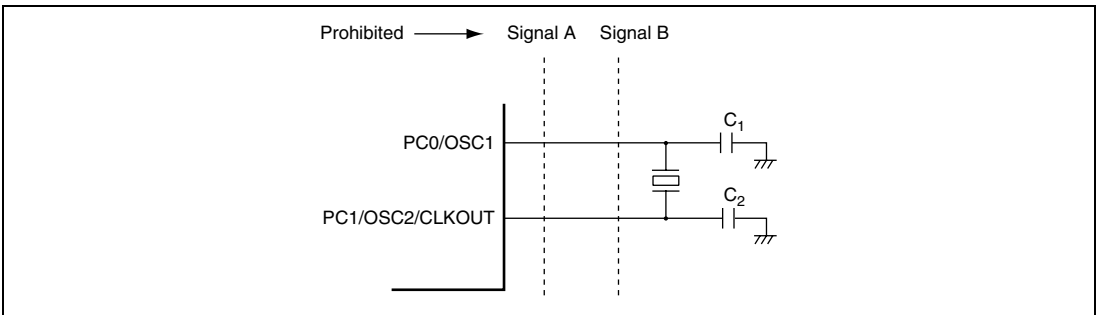 Prohibited Signal A Signal B
PC0/OSC1
C1
PC1/OSC2/CLKOUT
C2